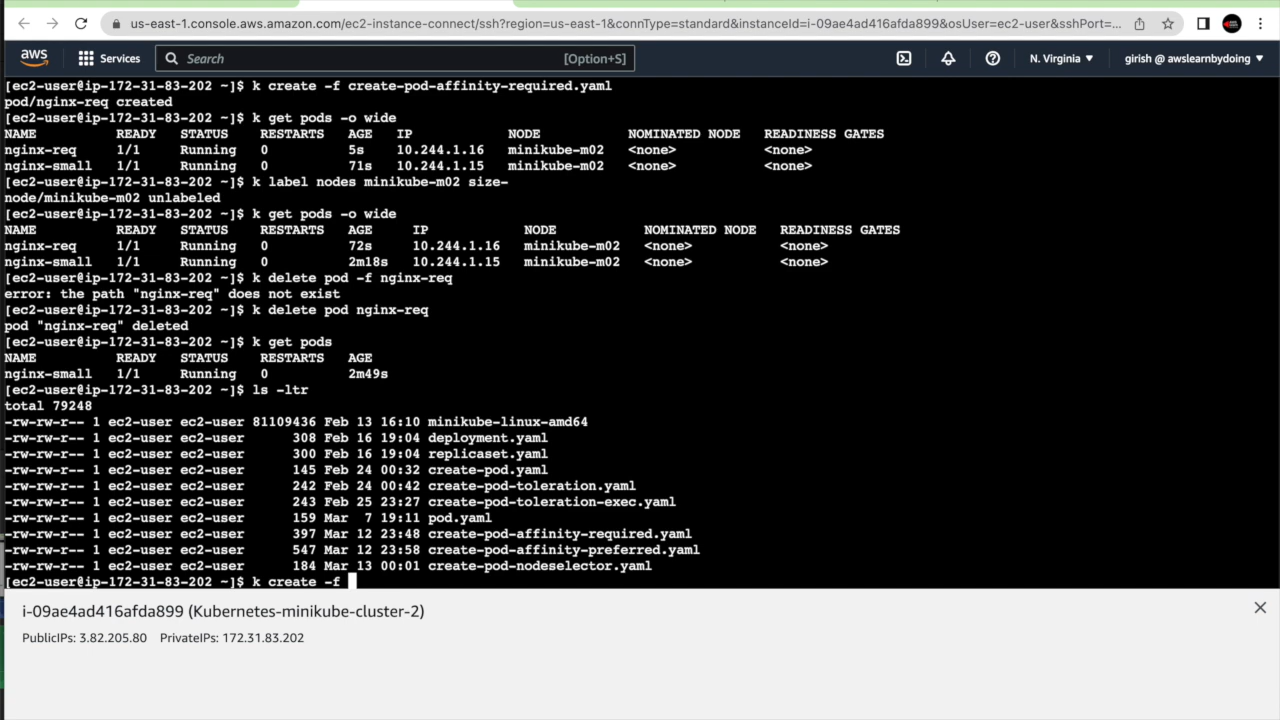 us-east-1.console.aws.amazon.com/ec2-instance-connect/ssh?region=us-east-1&connType=standard&instanceId=i-09ae4ad416afda899&osUser=ec2-user&sshPort=...
aws Services Search [Option+S] N. Virginia girish @ awslearnbydoing
[ec2-user@ip-172-31-83-202 ~]$ k create -f create-pod-affinity-required.yaml
pod/nginx-req created
[ec2-user@ip-172-31-83-202 ~]$ k get pods -o wide
NAME READY STATUS RESTARTS AGE IP NODE NOMINATED NODE READINESS GATES
nginx-req 1/1 Running 0 5s 10.244.1.16 minikube-m02 <none> <none>
nginx-small 1/1 Running 0 71s 10.244.1.15 minikube-m02 <none> <none>
[ec2-user@ip-172-31-83-202 ~]$ k label nodes minikube-m02 size-
node/minikube-m02 unlabeled
[ec2-user@ip-172-31-83-202 ~]$ k get pods -o wide
NAME READY STATUS RESTARTS AGE IP NODE NOMINATED NODE READINESS GATES
nginx-req 1/1 Running 0 72s 10.244.1.16 minikube-m02 <none> <none>
nginx-small 1/1 Running 0 2m18s 10.244.1.15 minikube-m02 <none> <none>
[ec2-user@ip-172-31-83-202 ~]$ k delete pod -f nginx-req
error: the path "nginx-req" does not exist
[ec2-user@ip-172-31-83-202 ~]$ k delete pod nginx-req
pod "nginx-req" deleted
[ec2-user@ip-172-31-83-202 ~]$ k get pods
NAME READY STATUS RESTARTS AGE
nginx-small 1/1 Running 0 2m49s
[ec2-user@ip-172-31-83-202 ~]$ ls -ltr
total 79248
-rw-rw-r-- 1 ec2-user ec2-user 81109436 Feb 13 16:10 minikube-linux-amd64
-rw-rw-r-- 1 ec2-user ec2-user 308 Feb 16 19:04 deployment.yaml
-rw-rw-r-- 1 ec2-user ec2-user 300 Feb 16 19:04 replicaset.yaml
-rw-rw-r-- 1 ec2-user ec2-user 145 Feb 24 00:32 create-pod.yaml
-rw-rw-r-- 1 ec2-user ec2-user 242 Feb 24 00:42 create-pod-toleration.yaml
-rw-rw-r-- 1 ec2-user ec2-user 243 Feb 25 23:27 create-pod-toleration-exec.yaml
-rw-rw-r-- 1 ec2-user ec2-user 159 Mar 7 19:11 pod.yaml
-rw-rw-r-- 1 ec2-user ec2-user 397 Mar 12 23:48 create-pod-affinity-required.yaml
-rw-rw-r-- 1 ec2-user ec2-user 547 Mar 12 23:58 create-pod-affinity-preferred.yaml
-rw-rw-r-- 1 ec2-user ec2-user 184 Mar 13 00:01 create-pod-nodeselector.yaml
[ec2-user@ip-172-31-83-202 ~]$ k create -f
i-09ae4ad416afda899 (Kubernetes-minikube-cluster-2)
PublicIPs: 3.82.205.80 PrivateIPs: 172.31.83.202